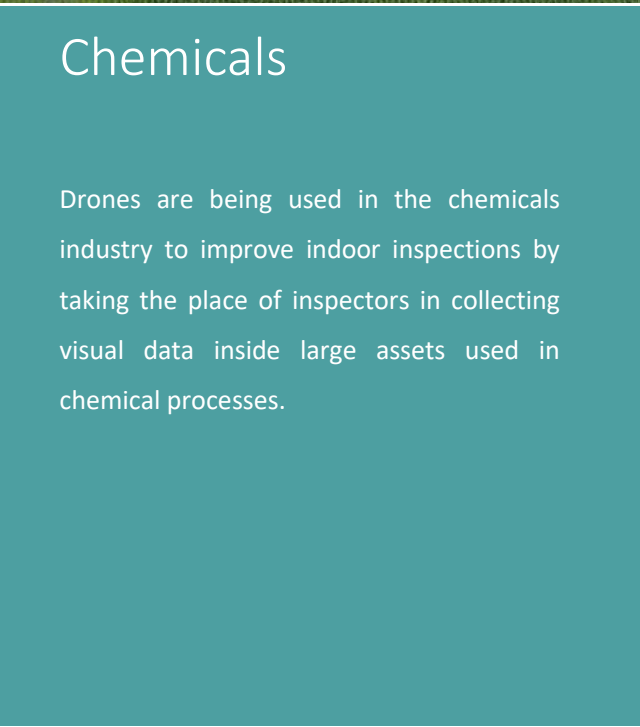 Chemicals
Drones are being used in the chemicals
industry to improve indoor inspections by
taking the place of inspectors in collecting
visual data inside large assets used in
chemical processes.